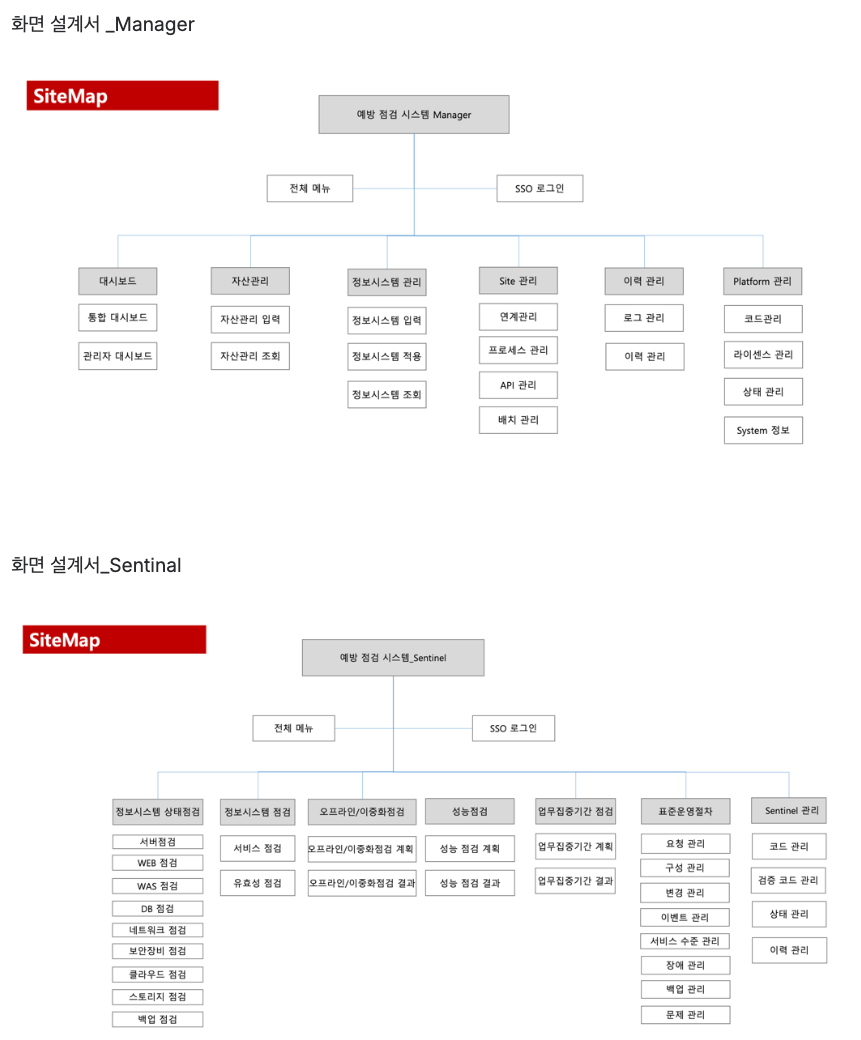 화면 설계서 _Manager
SiteMap
예방 점검 시스템 Manager
전체 메뉴
SSO 로그인
대시보드
통합 대시보드
관리자 대시보드
자산관리
자산관리 입력
자산관리 조회
정보시스템 관리
정보시스템 입력
정보시스템 적용
정보시스템 조회
Site 관리
연계관리
프로세스 관리
API 관리
배치 관리
이력 관리
로그 관리
이력 관리
Platform 관리
코드관리
라이센스 관리
상태 관리
System 정보
화면 설계서_Sentinal
SiteMap
예방 점검 시스템_Sentinel
전체 메뉴
SSO 로그인
정보시스템 상태점검
서버점검
WEB 점검
WAS 점검
DB 점검
네트워크 점검
보안장비 점검
클라우드 점검
스토리지 점검
백업 점검
정보시스템 점검
서비스 점검
유효성 점검
오프라인/이중화점검
오프라인/이중화점검 계획
오프라인/이중화점검 결과
성능점검
성능 점검 계획
성능 점검 결과
업무집중기간 점검
업무집중기간 계획
업무집중기간 결과
표준운영절차
요청 관리
구성 관리
변경 관리
이벤트 관리
서비스 수준 관리
장애 관리
백업 관리
문제 관리
Sentinel 관리
코드 관리
검증 코드 관리
상태 관리
이력 관리